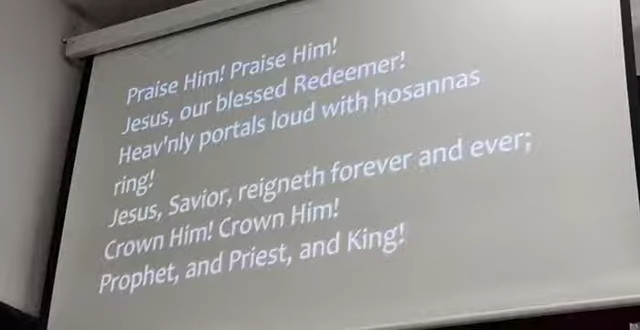 Praise Him! Praise Him!
Jesus, our blessed Redeemer!
Heav'nly portals loud with hosannas
ring!
Jesus, Savior, reigneth forever and ever;
Crown Him! Crown Him!
Prophet, and Priest, and King!